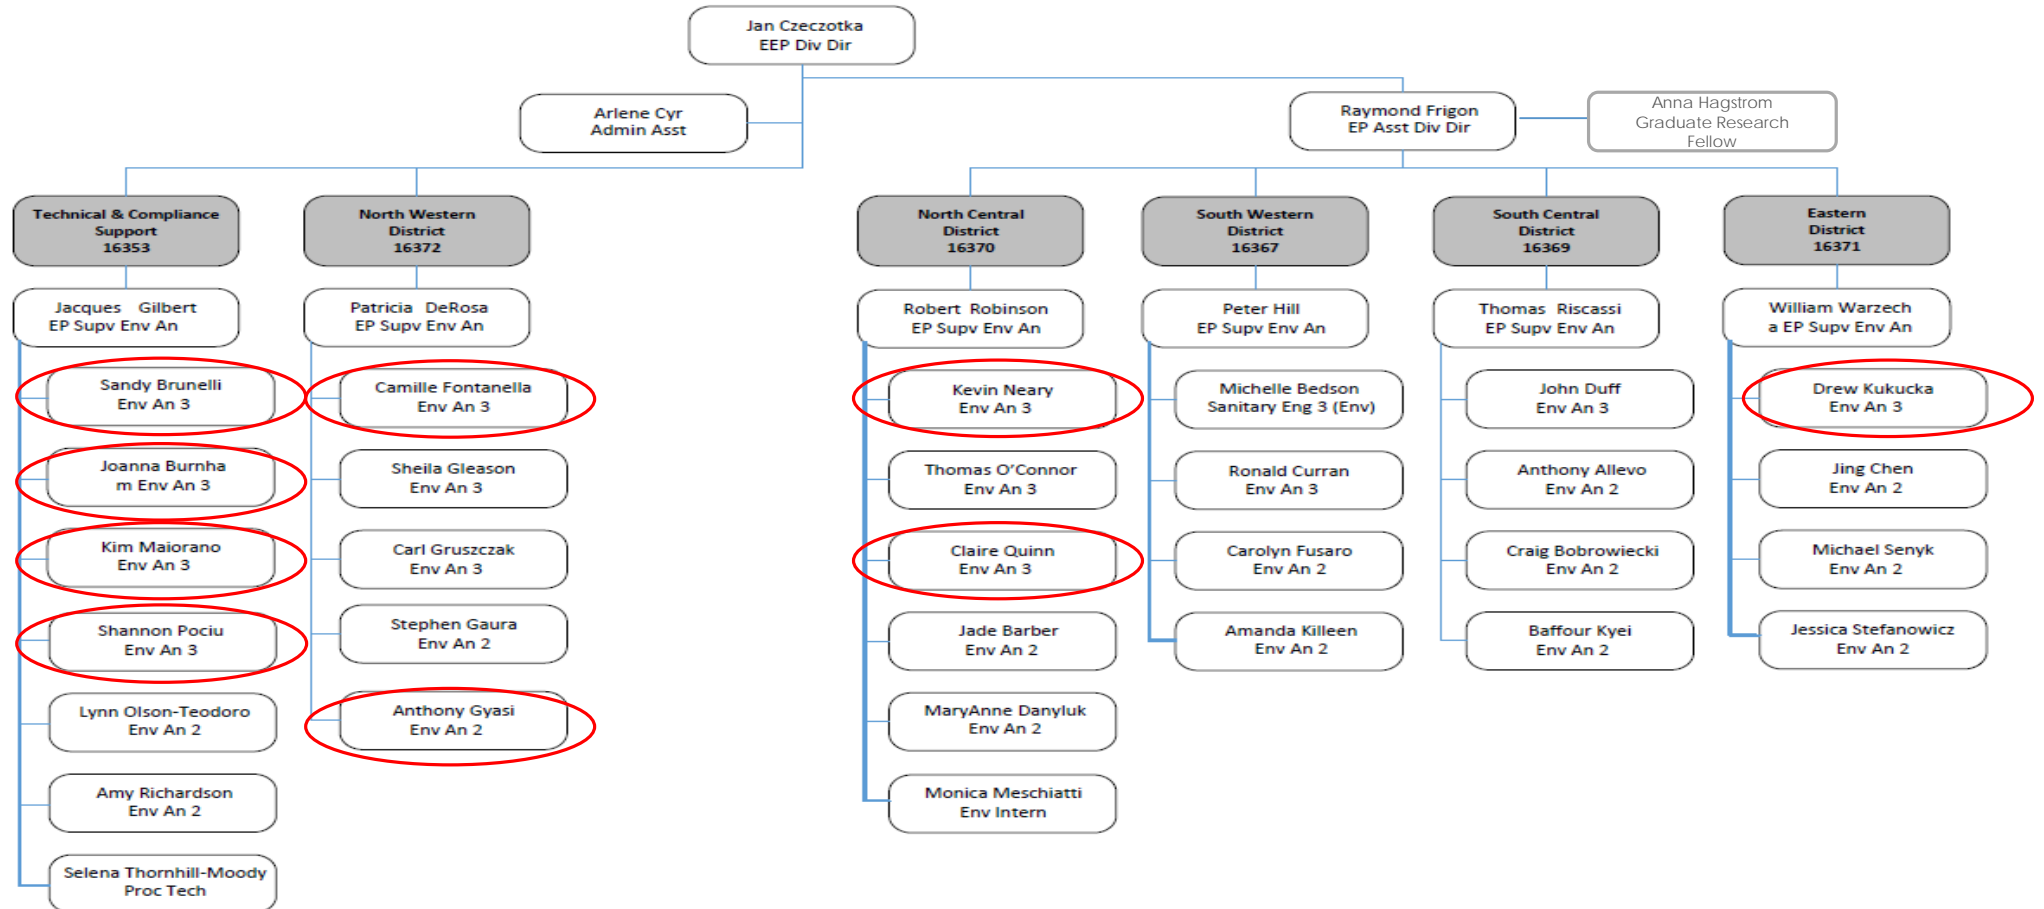 Jan Czeczotka
EEP Div Dir
Arlene Cyr
Admin Asst
Raymond Frigon
EP Asst Div Dir
Anna Hagstrom
Graduate Research
Fellow
Technical & Compliance
Support
16353
Jacques Gilbert
EP Supv Env An
Sandy Brunelli
Env An 3
Joanna Burnha
m Env An 3
Kim Maiorano
Env An 3
Shannon Pociu
Env An 3
Lynn Olson-Teodoro
Env An 2
Amy Richardson
Env An 2
Selena Thornhill-Moody
Proc Tech
North Western
District
16372
Patricia DeRosa
EP Supv Env An
Camille Fontanella
Env An 3
Sheila Gleason
Env An 3
Carl Gruszczak
Env An 3
Stephen Gaura
Env An 2
Anthony Gyasi
Env An 2
North Central
District
16370
Robert Robinson
EP Supv Env An
Kevin Neary
Env An 3
Thomas O’Connor
Env An 3
Claire Quinn
Env An 3
Jade Barber
Env An 2
MaryAnne Danyluk
Env An 2
Monica Meschiatti
Env Intern
South Western
District
16367
Peter Hill
EP Supv Env An
Michelle Bedson
Sanitary Eng 3 (Env)
Ronald Curran
Env An 3
Carolyn Fusaro
Env An 2
Amanda Killeen
Env An 2
South Central
District
16369
Thomas Riscassi
EP Supv Env An
John Duff
Env An 3
Anthony Allevo
Env An 2
Craig Bobrowiecki
Env An 2
Baffour Kyei
Env An 2
Eastern
District
16371
William Warzech
a EP Supv Env An
Drew Kukucka
Env An 3
Jing Chen
Env An 2
Michael Senyk
Env An 2
Jessica Stefanowicz
Env An 2